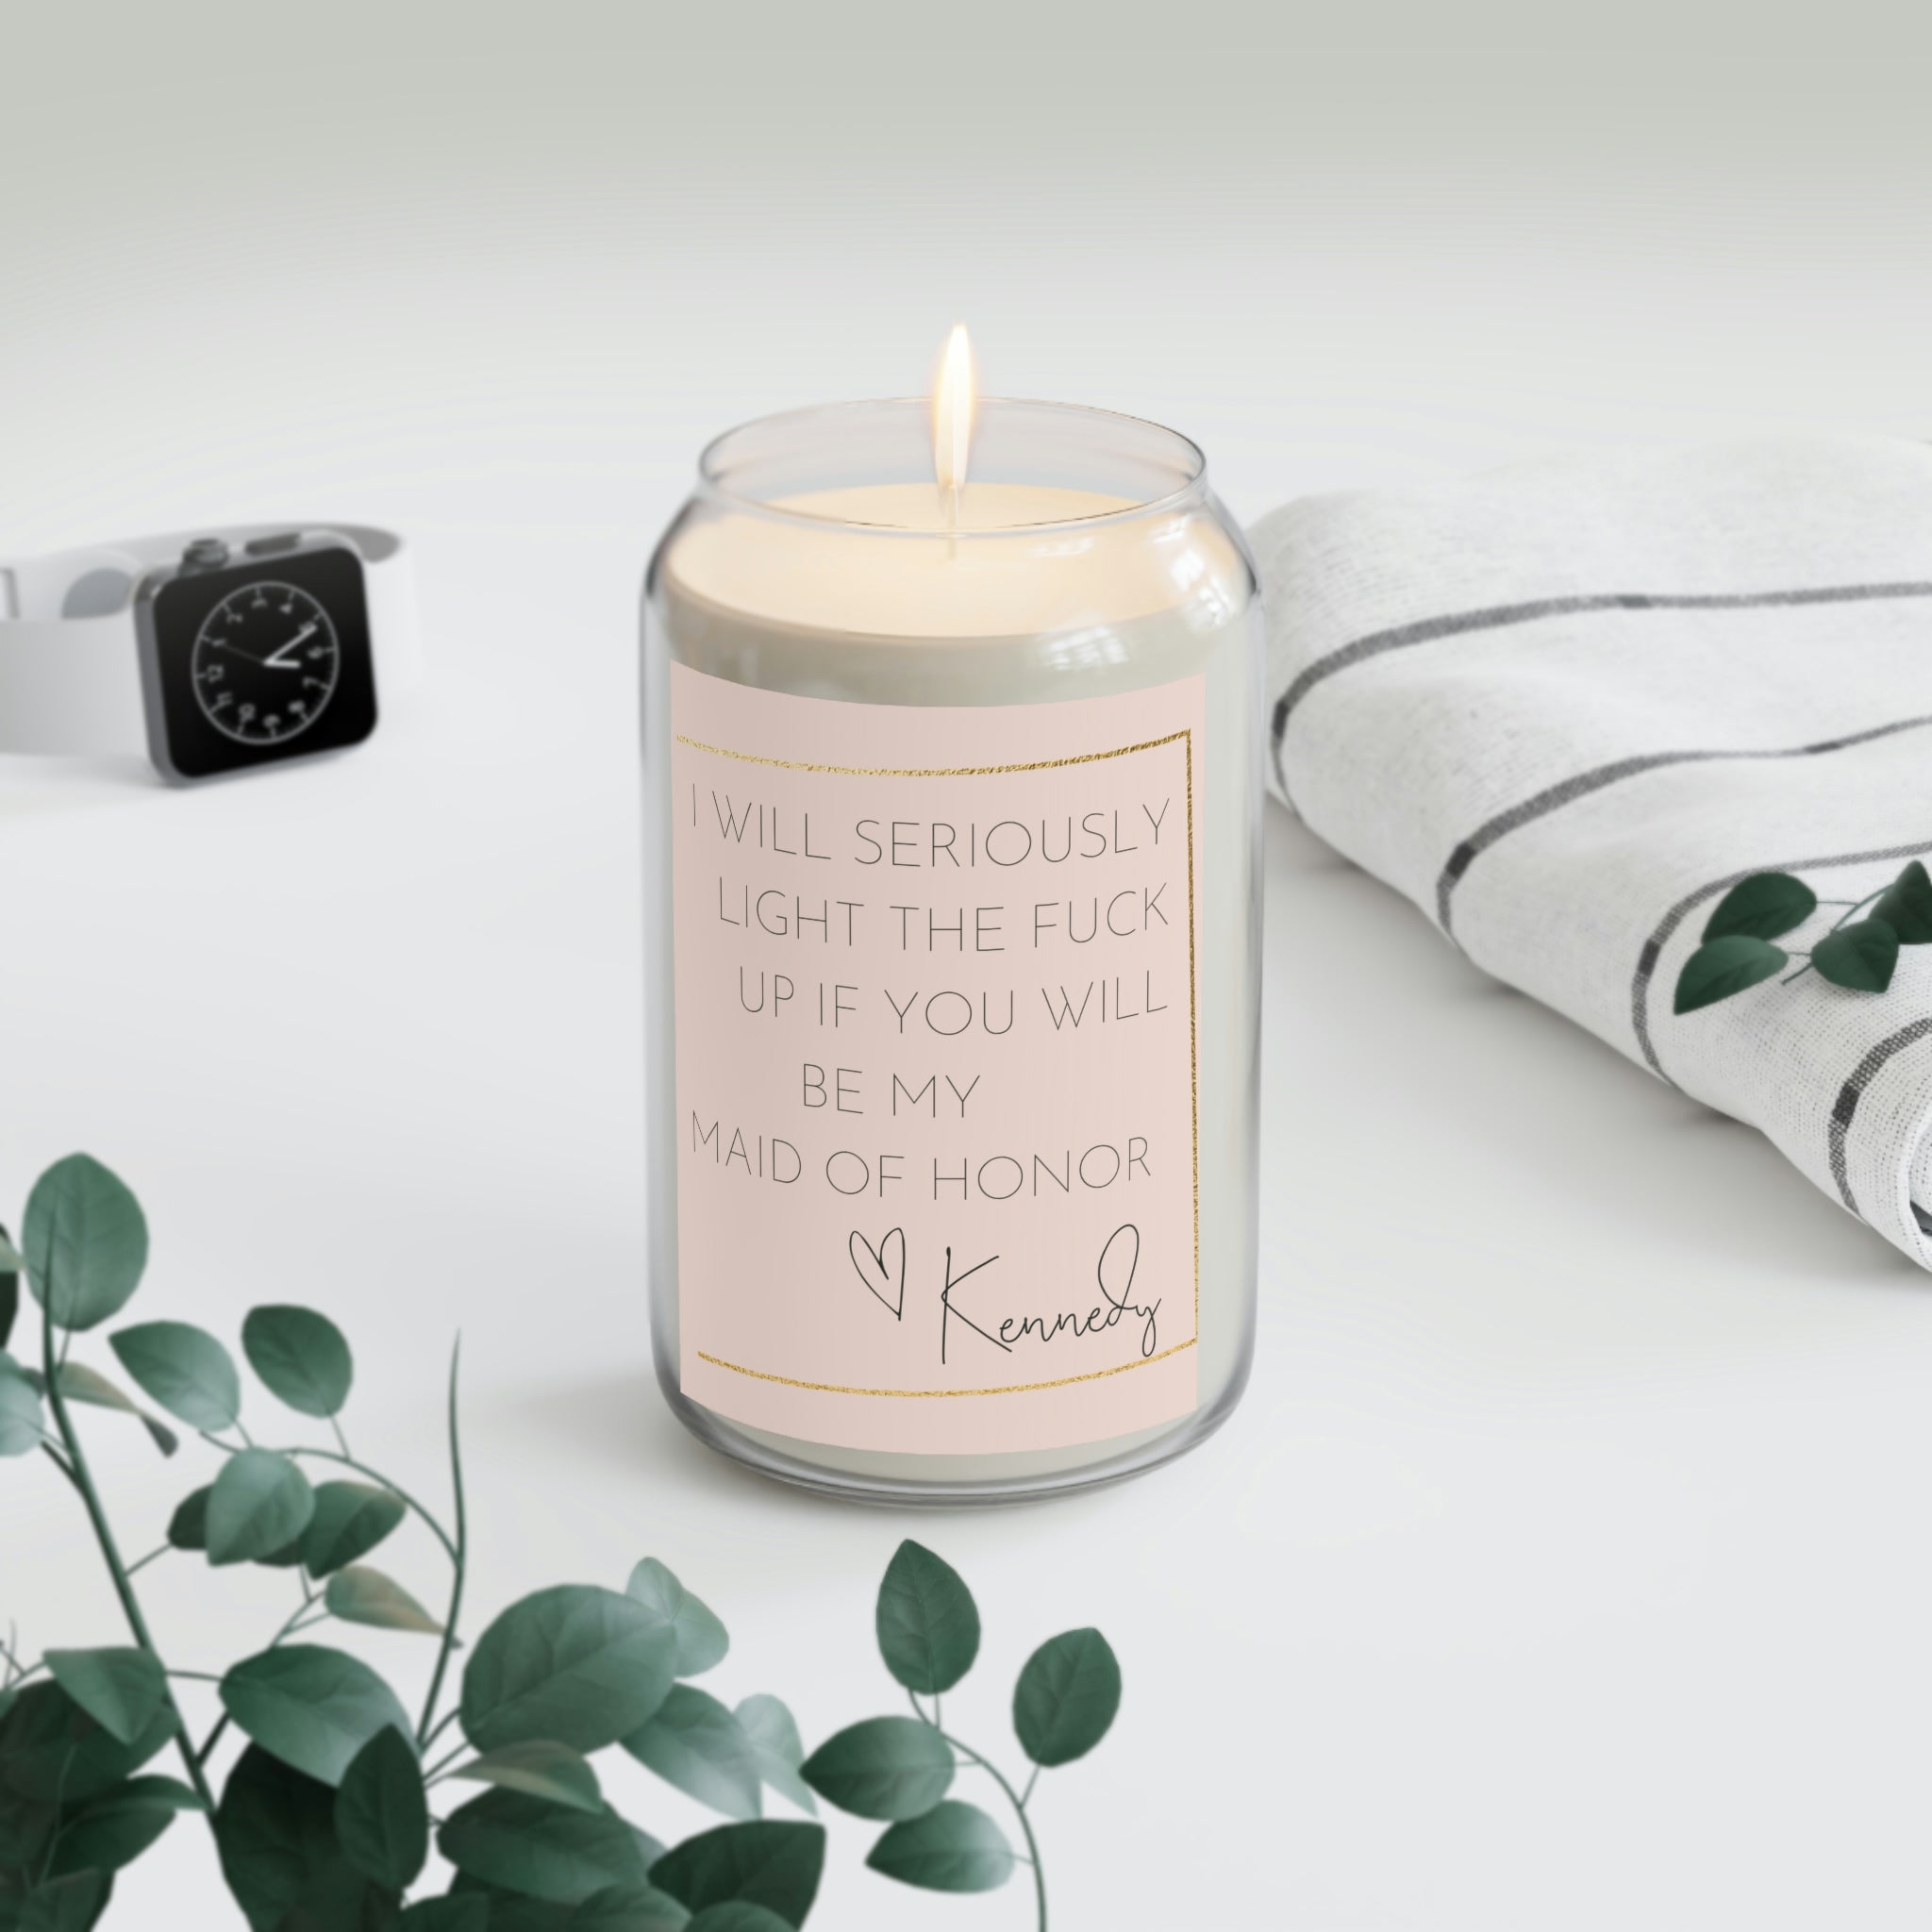 I WILL SERIOUSLY
LIGHT THE FUCK
UP IF YOU WILL
BE MY
MAID OF HONOR
Kennedy